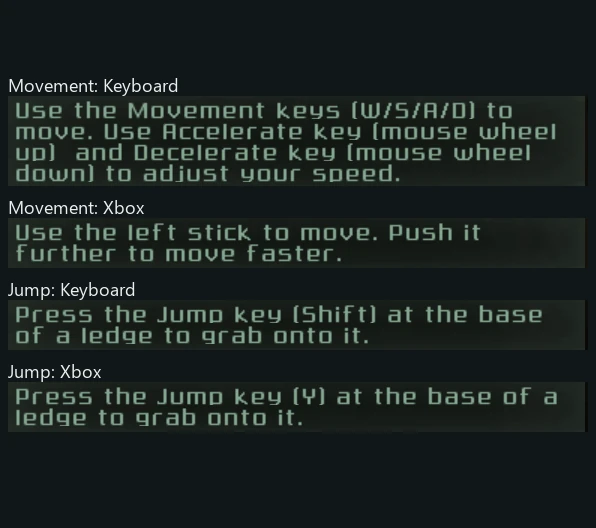 Movement: Keyboard
Use the Movement keys (W/S/A/D) to
move. Use Accelerate key (mouse wheel
up)  and Decelerate key (mouse wheel
down) to adjust your speed.
Movement: Xbox
Use the left stick to move. Push it
further to move faster.
Jump: Keyboard
Press the Jump key (Shift) at the base
of a ledge to grab onto it.
Jump: Xbox
Press the Jump key (Y) at the base of a
ledge to grab onto it.